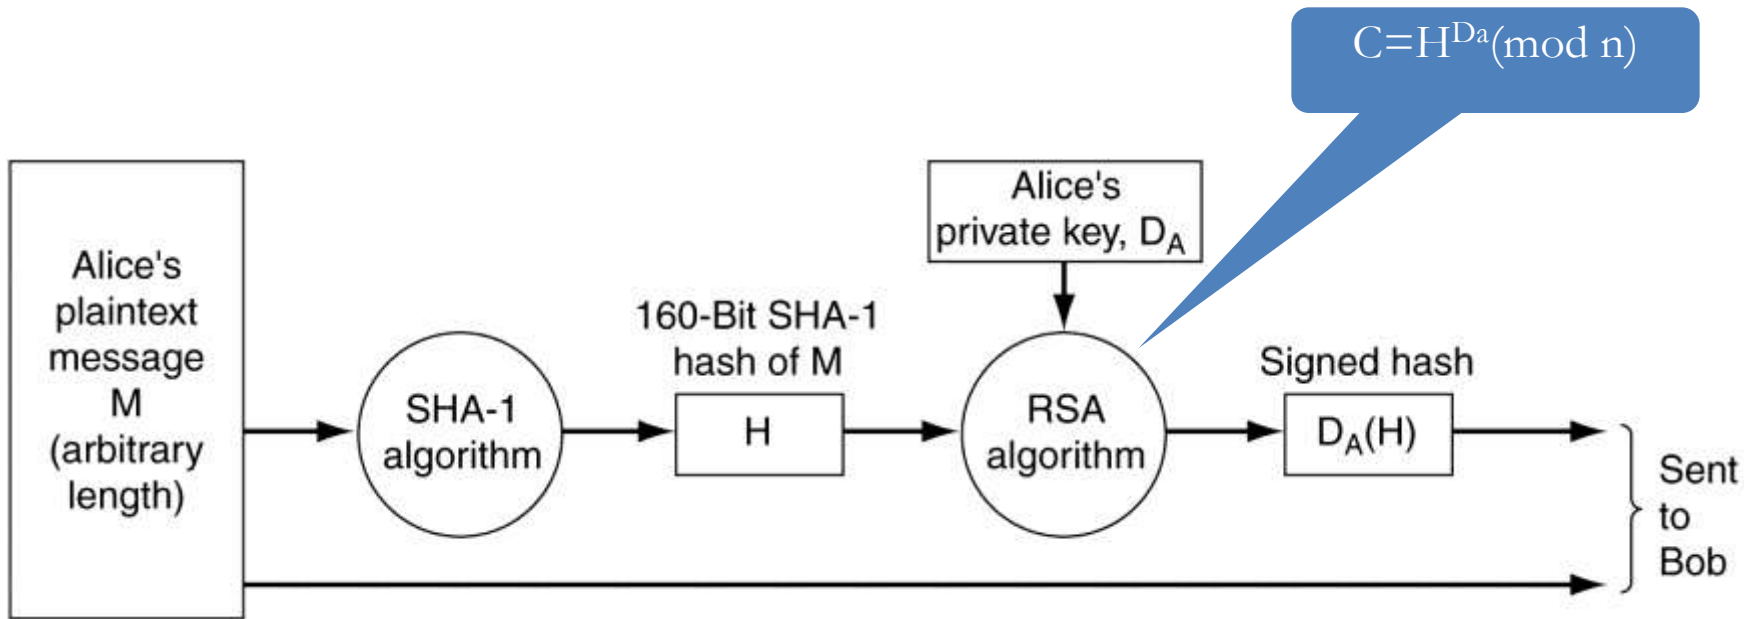 C=H^Da(mod n)
Alice's
private key, D_A
Alice's
plaintext
message
M
(arbitrary
length)
160-Bit SHA-1
hash of M
SHA-1
algorithm
H
RSA
algorithm
Signed hash
D_A(H)
Sent
to
Bob